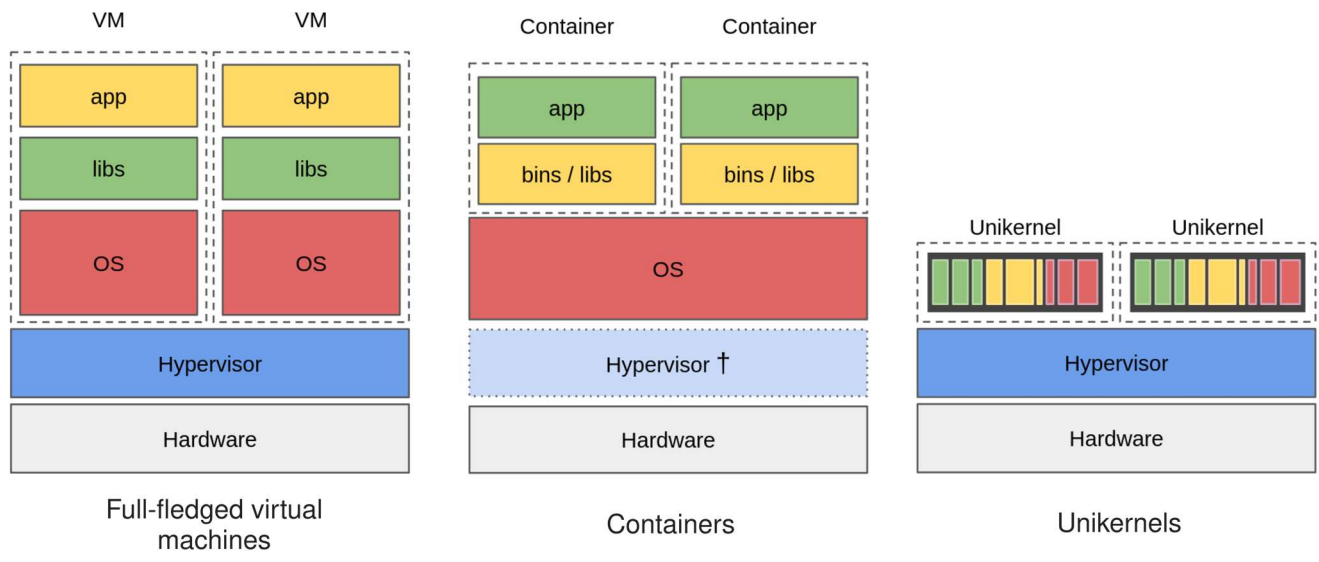 VM
VM
app
app
libs
libs
OS
OS
Hypervisor
Hardware
Full-fledged virtual
machines
Container
Container
app
app
bins / libs
bins / libs
OS
Hypervisor †
Hardware
Containers
Unikernel
Unikernel
Hypervisor
Hardware
Unikernels